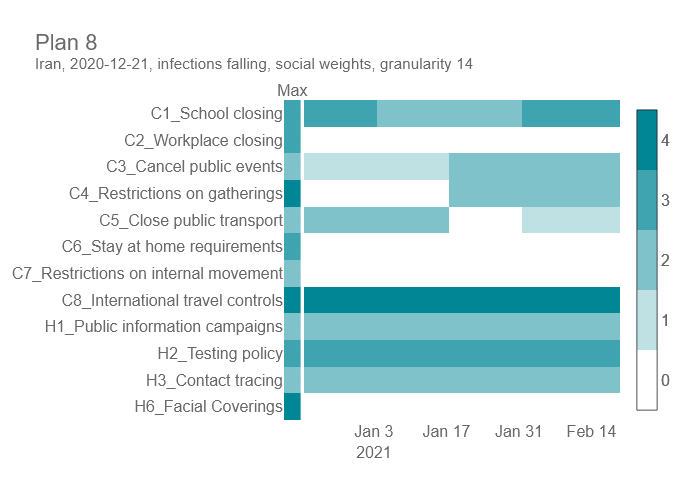 Plan 8
Iran, 2020-12-21, infections falling, social weights, granularity 14
Max
C1_School closing
C2_Workplace closing
C3_Cancel public events
C4_Restrictions on gatherings
C5_Close public transport
C6_Stay at home requirements
C7_Restrictions on internal movement
C8_International travel controls
H1_Public information campaigns
H2_Testing policy
H3_Contact tracing
H6_Facial Coverings
4
3
2
1
0
Jan 3 Jan 17 Jan 31 Feb 14
2021